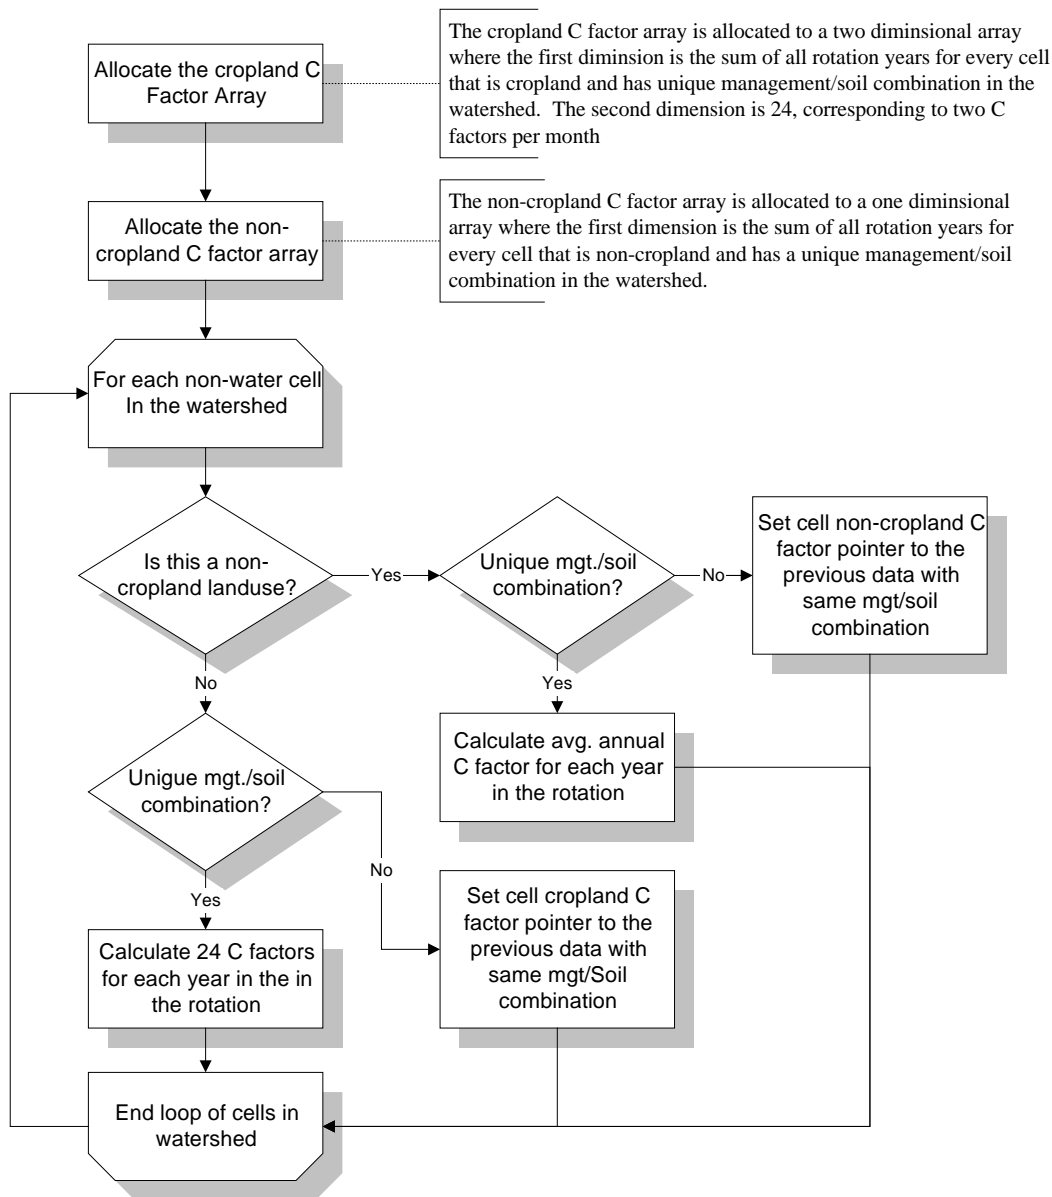 Allocate the cropland C
Factor Array
The cropland C factor array is allocated to a two diminsional array
where the first diminsion is the sum of all rotation years for every cell
that is cropland and has unique management/soil combination in the
watershed.  The second dimension is 24, corresponding to two C
factors per month
Allocate the non-
cropland C factor array
The non-cropland C factor array is allocated to a one diminsional
array where the first dimension is the sum of all rotation years for
every cell that is non-cropland and has a unique management/soil
combination in the watershed.
For each non-water cell
In the watershed
Is this a non-
cropland landuse?
Yes
Unique mgt./soil
combination?
No
Set cell non-cropland C
factor pointer to the
previous data with
same mgt/soil
combination
No
Yes
Calculate avg. annual
C factor for each year
in the rotation
Unigue mgt./soil
combination?
No
Yes
Set cell cropland C
factor pointer to the
previous data with
same mgt/Soil
combination
Calculate 24 C factors
for each year in the in
the rotation
End loop of cells in
watershed